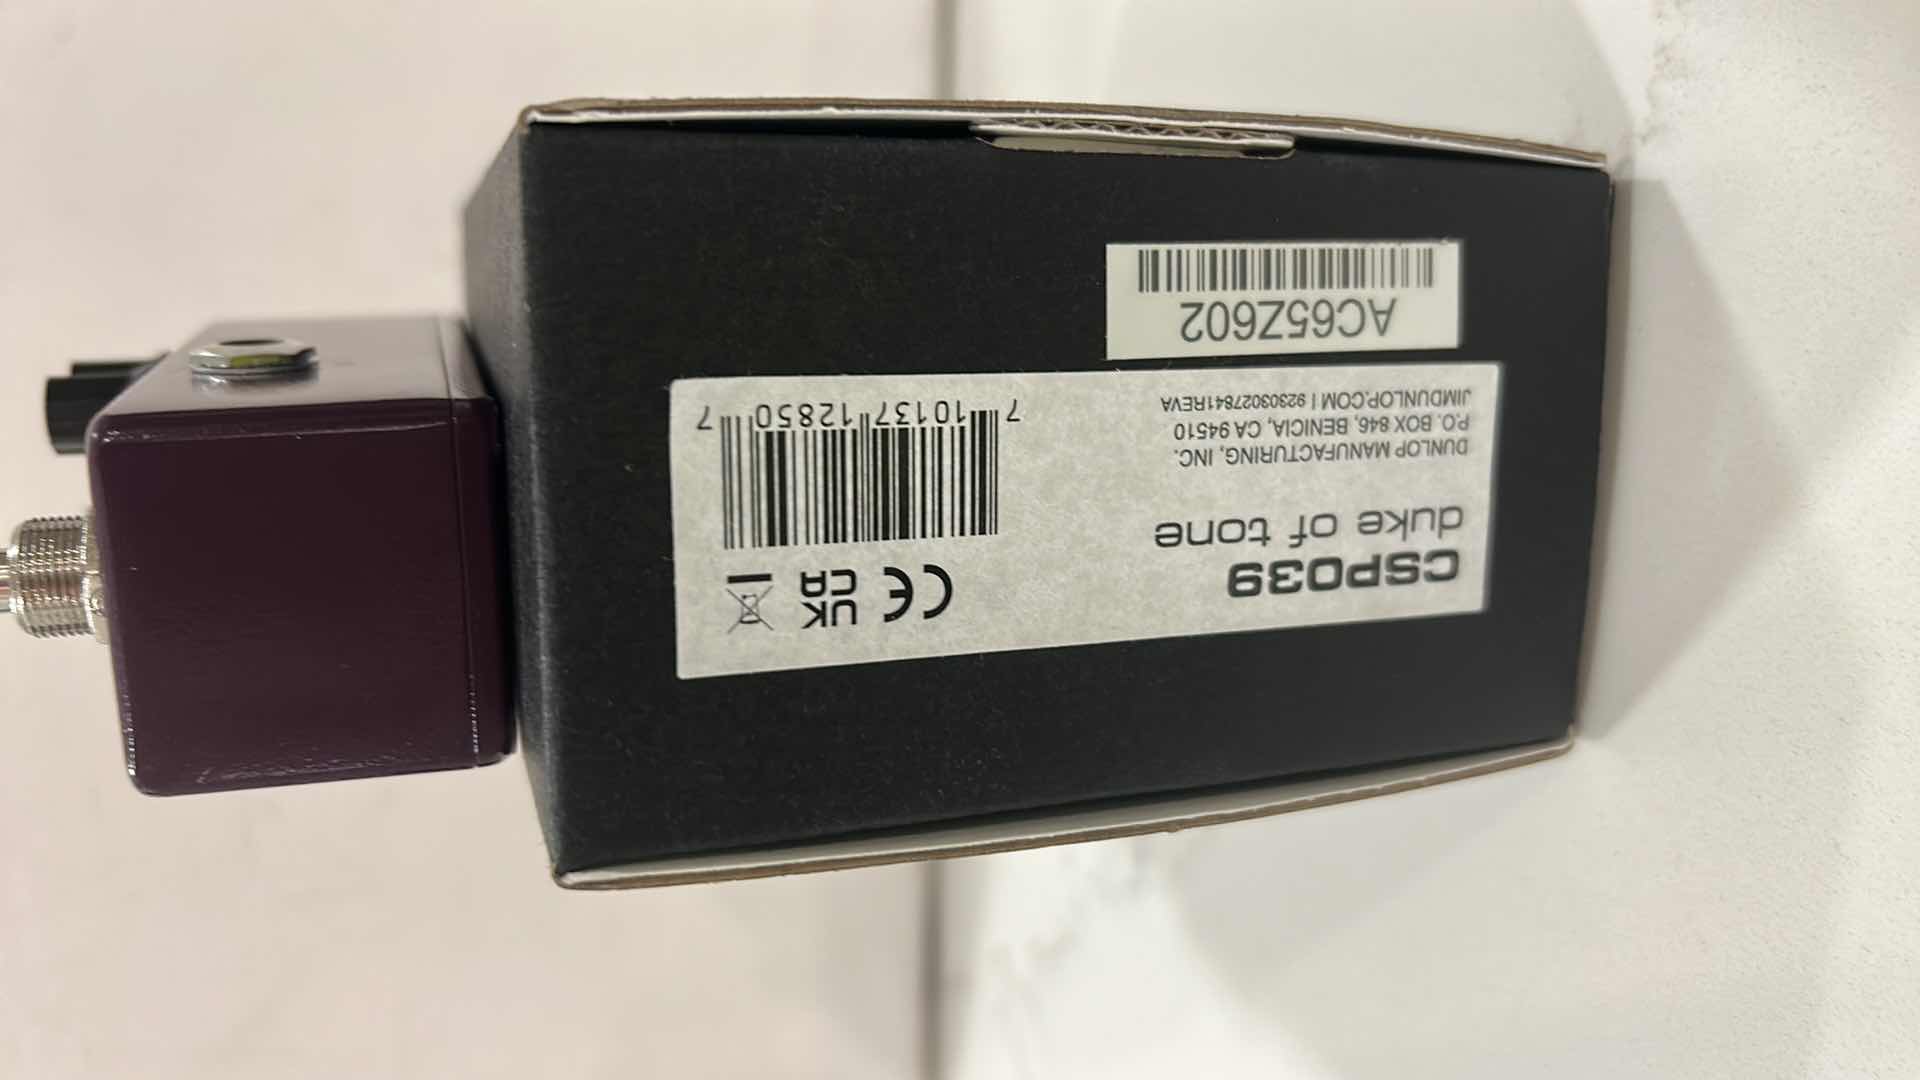 CSP039
duke of tone
DUNLOP MANUFACTURING, INC.
P.O. BOX 846, BENICIA, CA 94510
JIMDUNLOP.COM | 92303027841REVA
CE UK
CA
7 10137 12850 7
AC65Z602